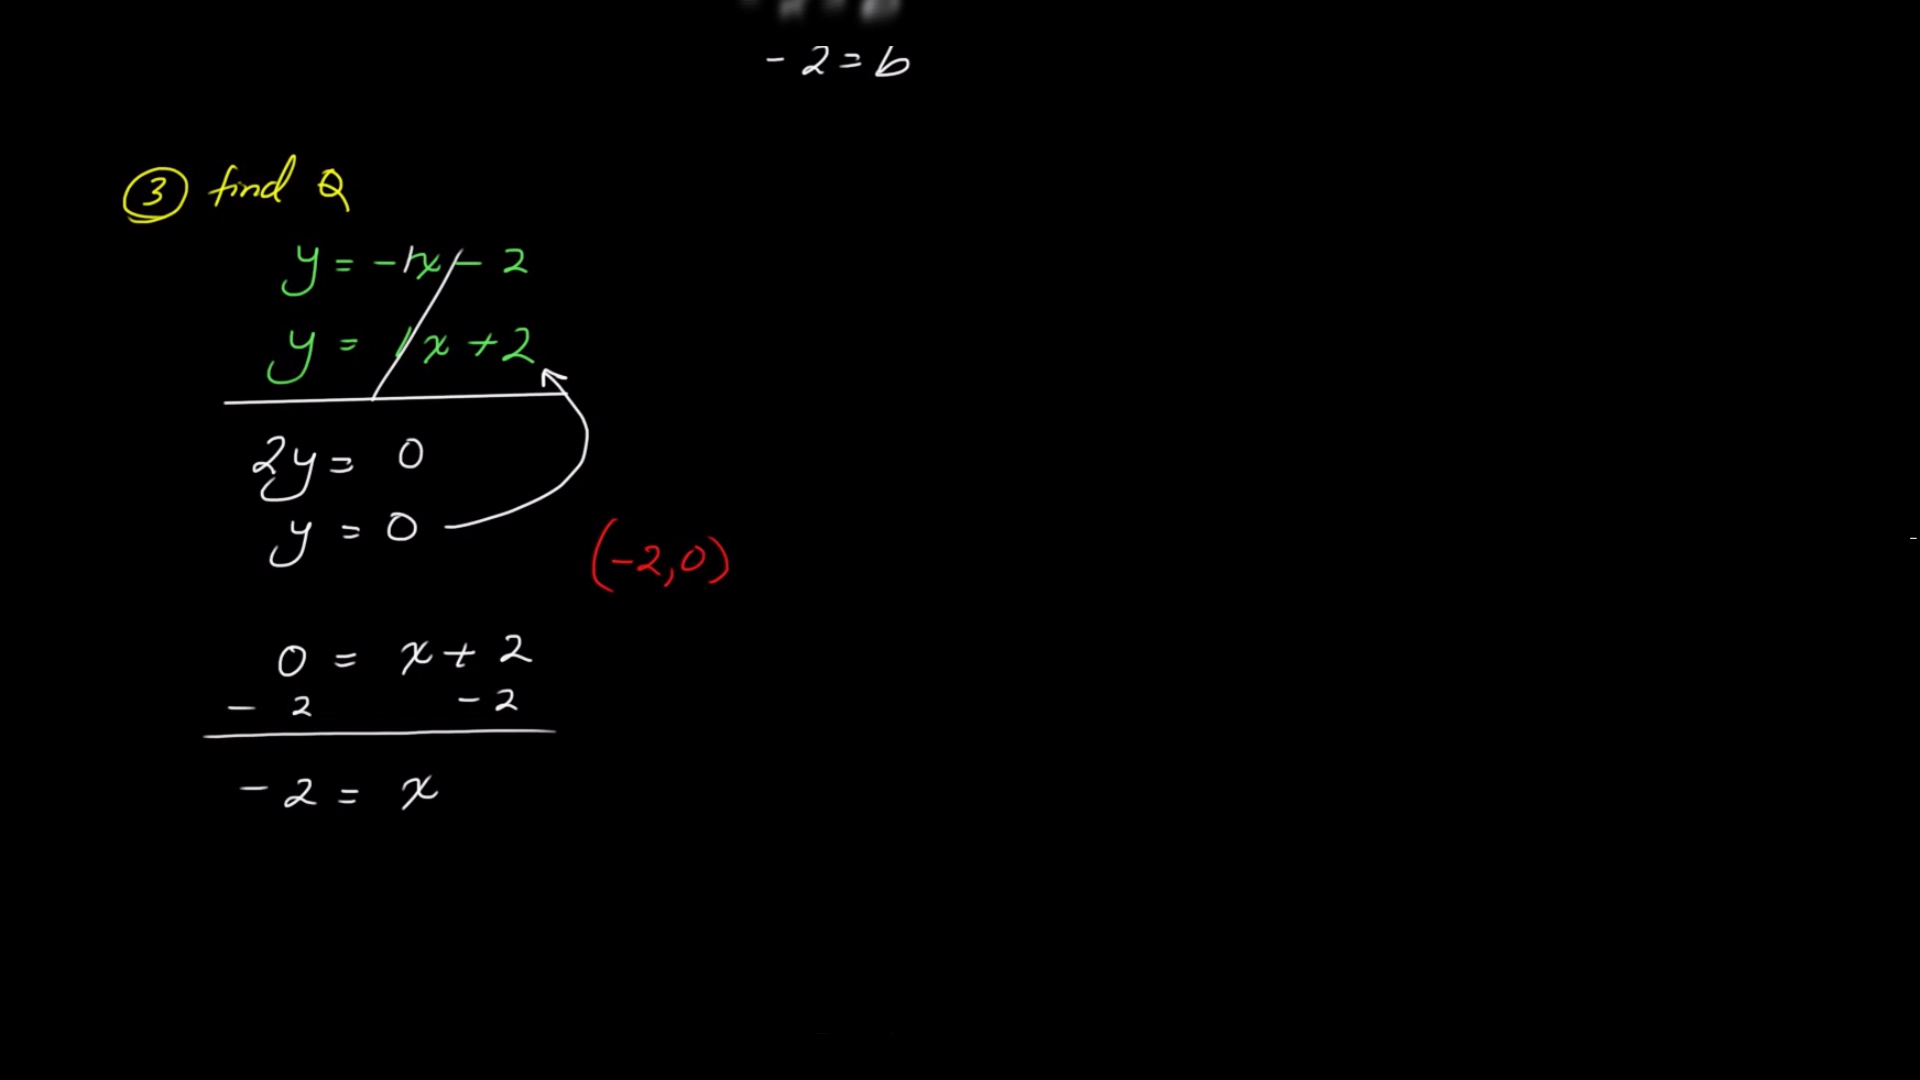 - 2 = b
③ find Q
y = -1x - 2
y = 1x + 2
2y = 0
y = 0
(-2,0)
0 = x + 2
- 2 - 2
- 2 = x